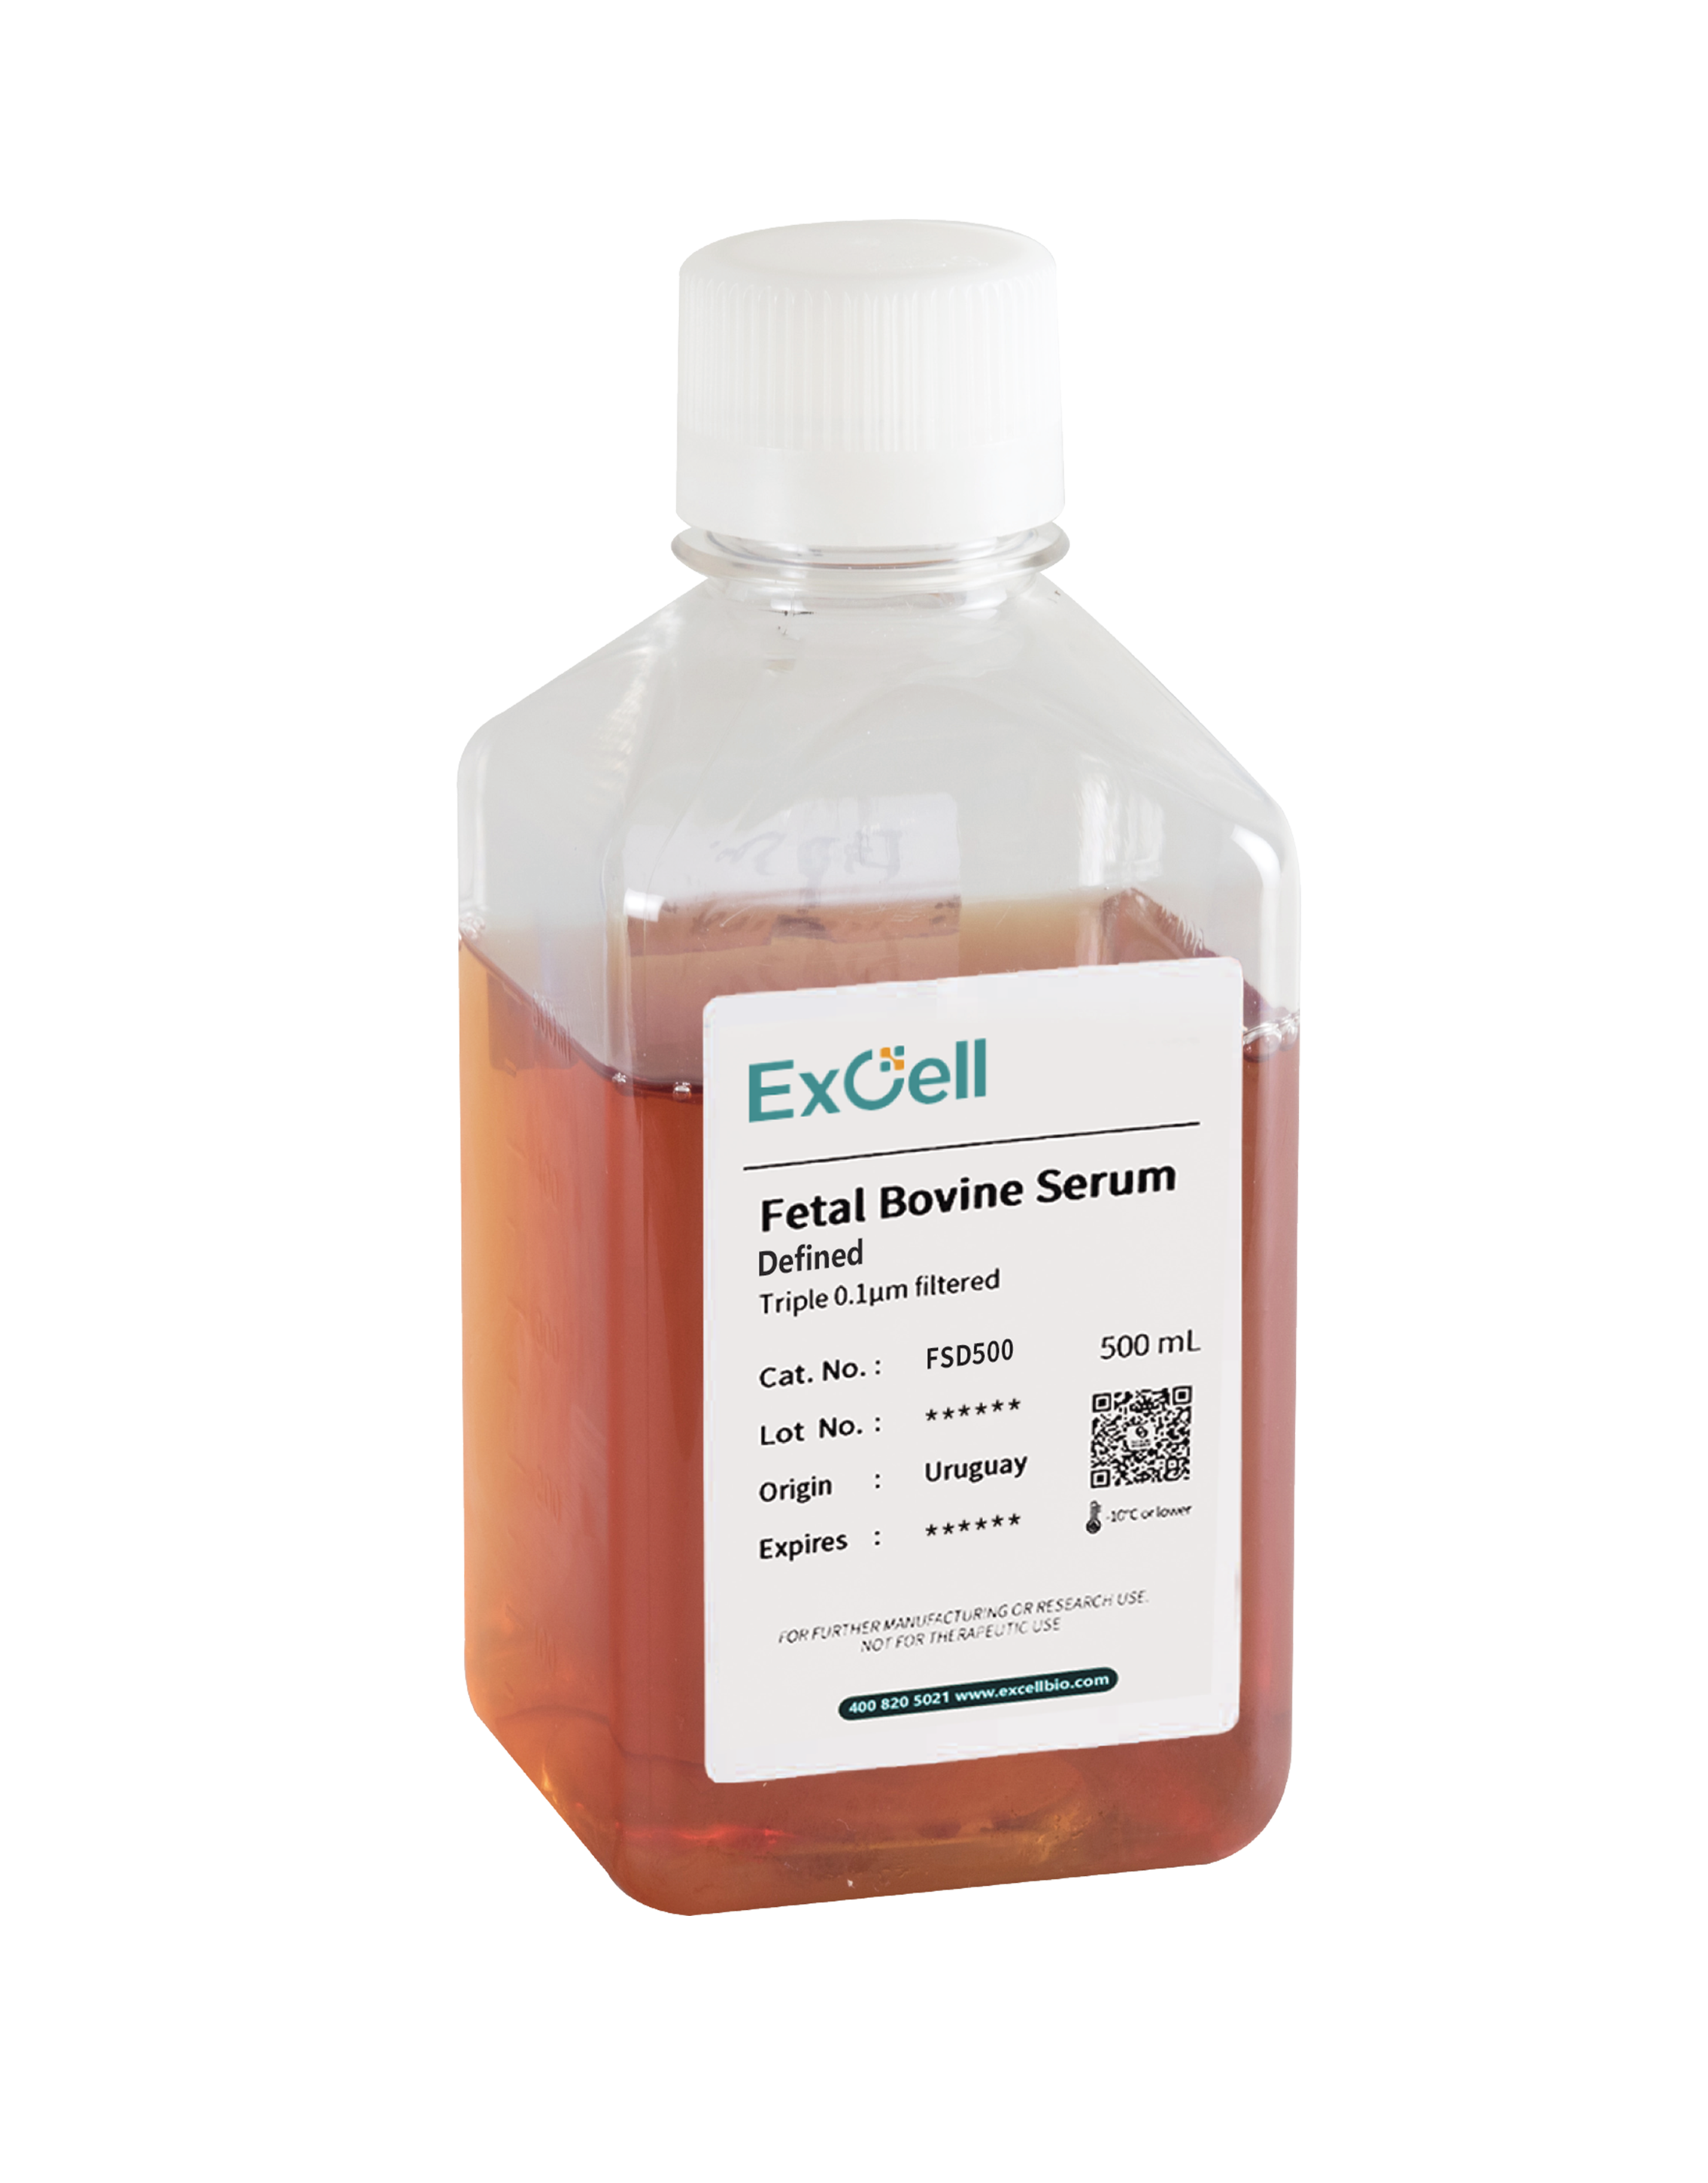 ExCell
Fetal Bovine Serum
Defined
Triple 0.1µm filtered
Cat. No. : FSD500 500 mL
Lot No. : ******
Origin : Uruguay
Expires : ******
-10°C or lower
FOR FURTHER MANUFACTURING OR RESEARCH USE.
NOT FOR THERAPEUTIC USE
400 820 5021 www.excellbio.com